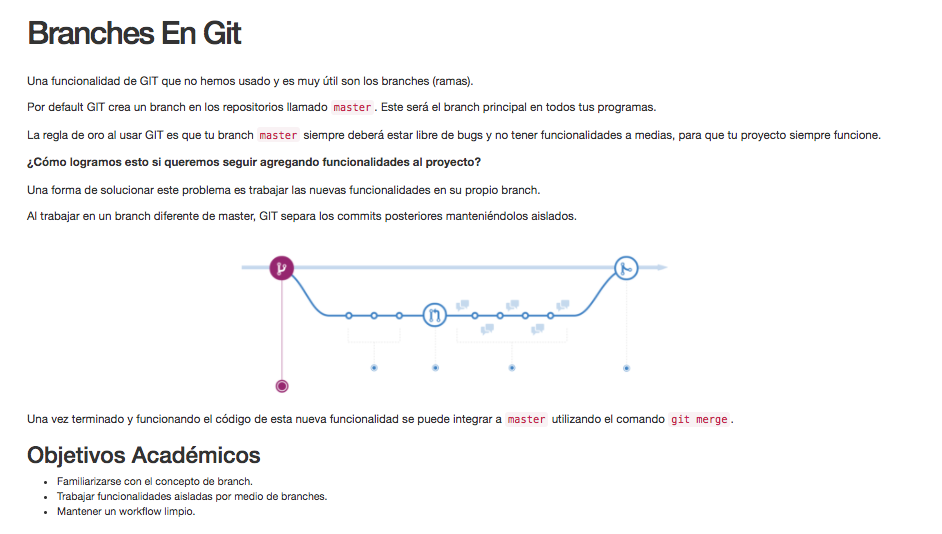 Branches En Git
Una funcionalidad de GIT que no hemos usado y es muy útil son los branches (ramas).
Por default GIT crea un branch en los repositorios llamado master. Este será el branch principal en todos tus programas.
La regla de oro al usar GIT es que tu branch master siempre deberá estar libre de bugs y no tener funcionalidades a medias, para que tu proyecto siempre funcione.
¿Cómo logramos esto si queremos seguir agregando funcionalidades al proyecto?
Una forma de solucionar este problema es trabajar las nuevas funcionalidades en su propio branch.
Al trabajar en un branch diferente de master, GIT separa los commits posteriores manteniéndolos aislados.
Una vez terminado y funcionando el código de esta nueva funcionalidad se puede integrar a master utilizando el comando git merge.
Objetivos Académicos
• Familiarizarse con el concepto de branch.
• Trabajar funcionalidades aisladas por medio de branches.
• Mantener un workflow limpio.